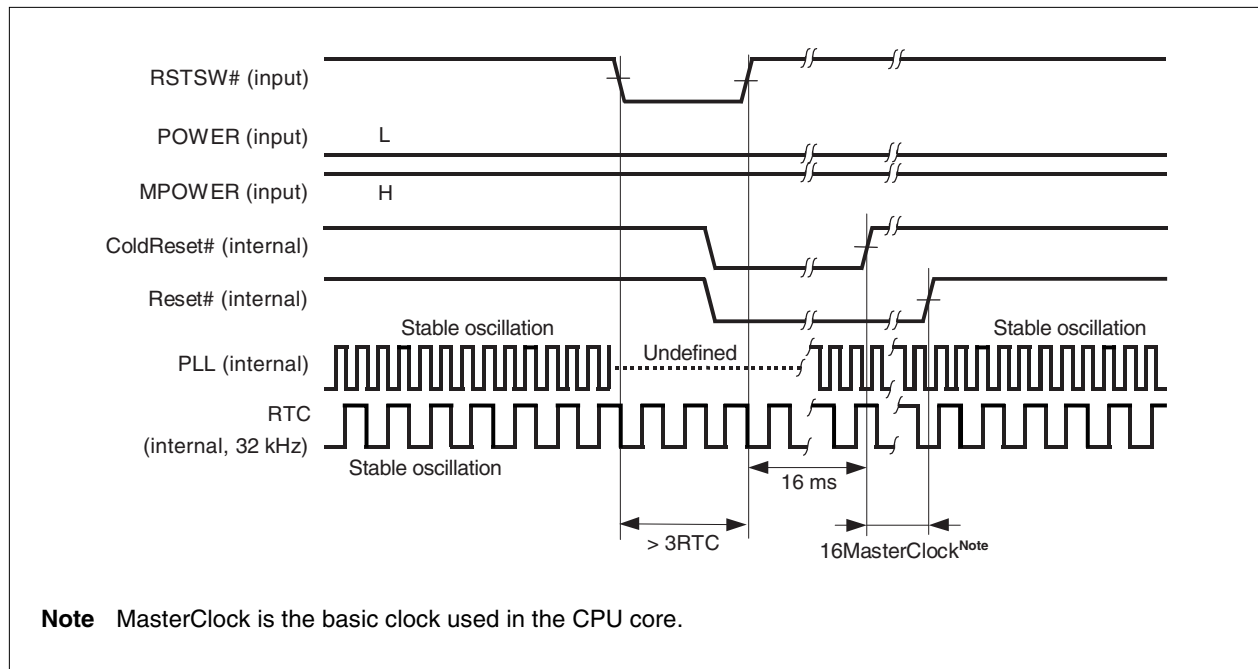 RSTSW# (input)
POWER (input)
L
MPOWER (input)
H
ColdReset# (internal)
Reset# (internal)
Stable oscillation
Stable oscillation
PLL (internal)
Undefined
RTC
(internal, 32 kHz)
Stable oscillation
16 ms
> 3RTC
16MasterClockNote
Note MasterClock is the basic clock used in the CPU core.